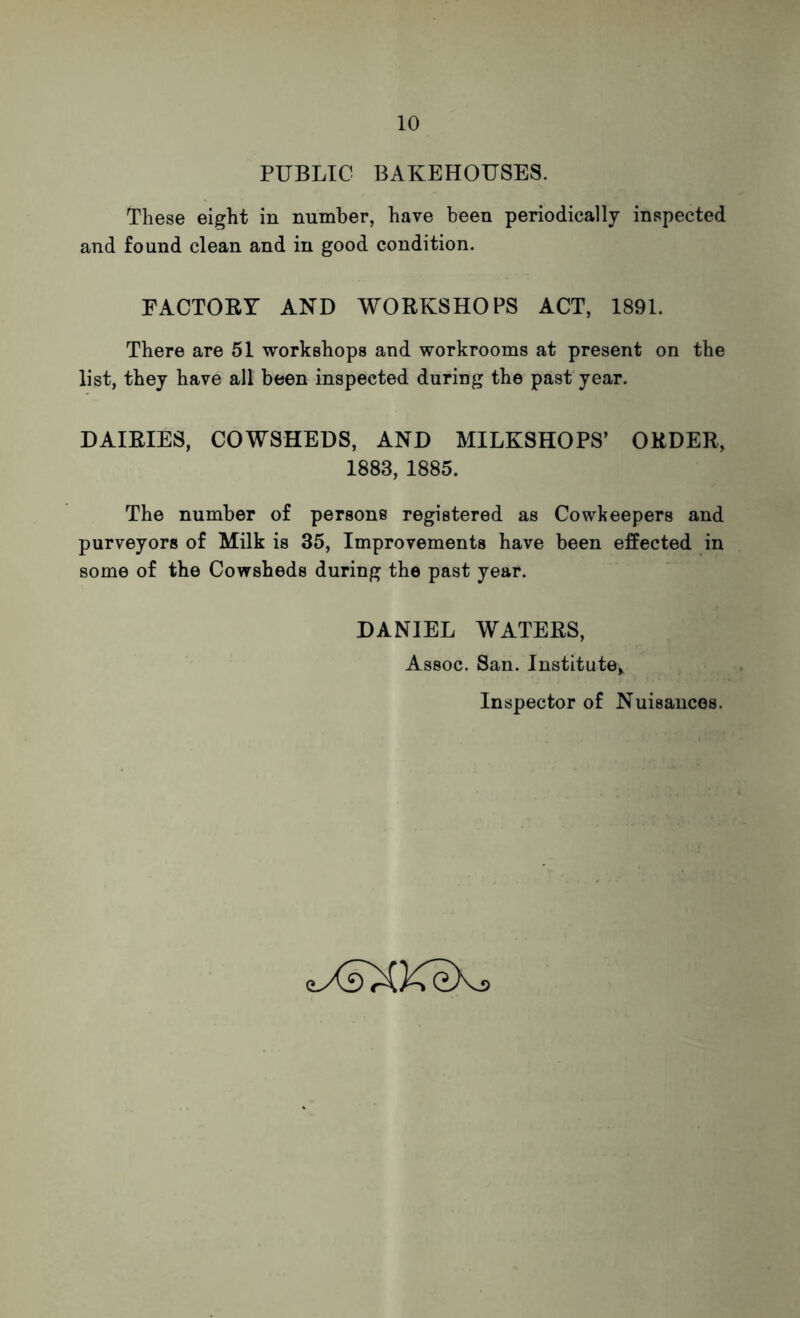 10
PUBLIC BAKEHOUSES.
These eight in number, have been periodically inspected
and found clean and in good condition.
FACTORY AND WORKSHOPS ACT, 1891.
There are 51 workshops and workrooms at present on the
list, they have all been inspected during the past year.
DAIRIES, COWSHEDS, AND MILKSHOPS’ ORDER,
1883, 1885.
The number of persons registered as Cowkeepers and
purveyors of Milk is 35, Improvements have been effected in
some of the Cowsheds during the past year.
DANIEL WATERS,
Assoc. San. Institute,
Inspector of Nuisances.